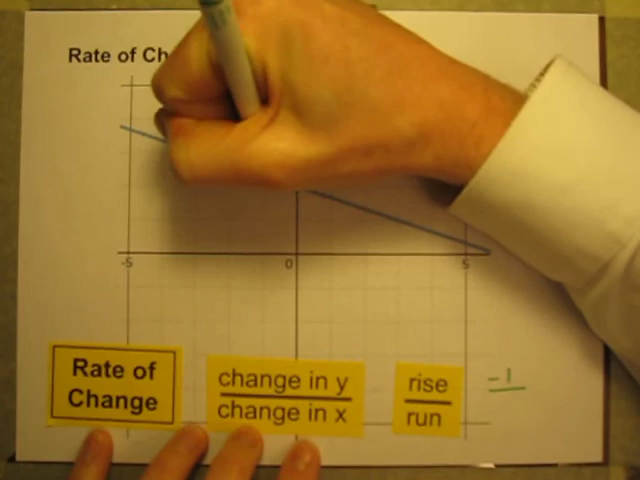 Rate of Ch
-5
0
5
Rate of
Change
change in y
change in x
rise
run
-1